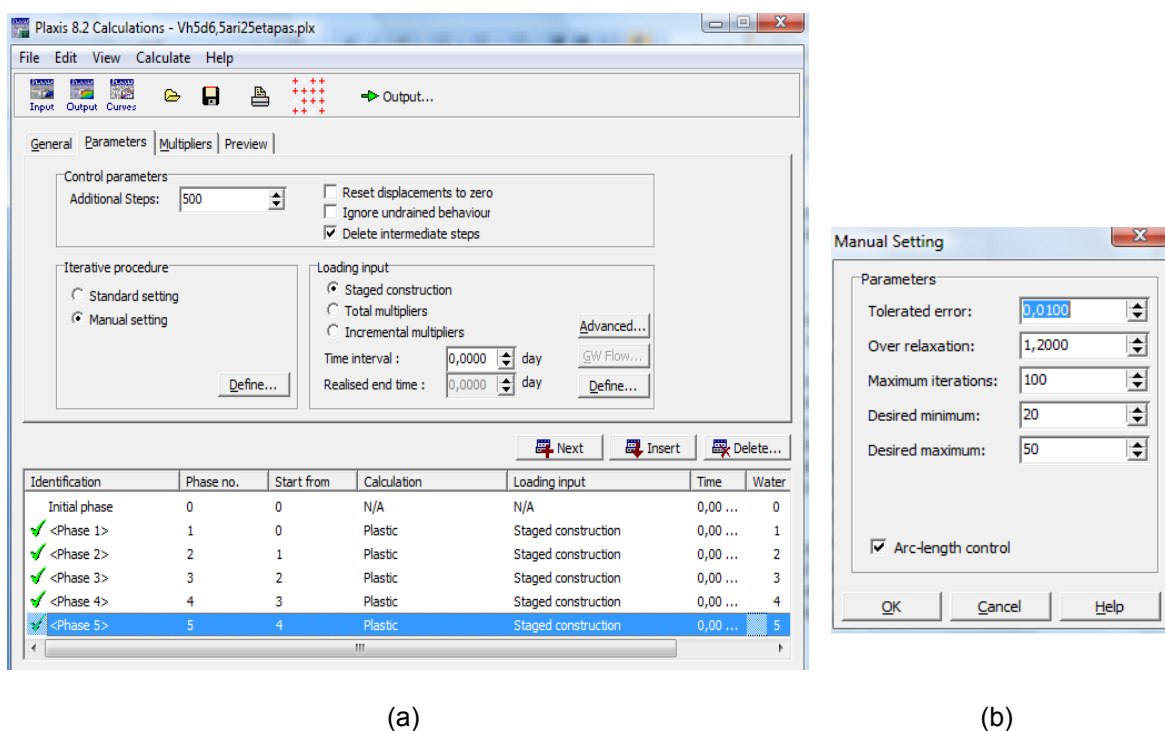 Plaxis 8.2 Calculations - Vh5d6,5ari25etapas.plx
File Edit View Calculate Help
Input Output Curves Output...
General Parameters Multipliers Preview
Control parameters
Additional Steps: 500
Reset displacements to zero
Ignore undrained behaviour
Delete intermediate steps
Iterative procedure
Standard setting
Manual setting
Define...
Loading input
Staged construction
Total multipliers
Incremental multipliers
Advanced...
Time interval : 0,0000 day GW Flow...
Realised end time : 0,0000 day Define...
Next Insert Delete...
Identification Phase no. Start from Calculation Loading input Time Water
Initial phase 0 0 N/A N/A 0,00 ... 0
<Phase 1> 1 0 Plastic Staged construction 0,00 ... 1
<Phase 2> 2 1 Plastic Staged construction 0,00 ... 2
<Phase 3> 3 2 Plastic Staged construction 0,00 ... 3
<Phase 4> 4 3 Plastic Staged construction 0,00 ... 4
<Phase 5> 5 4 Plastic Staged construction 0,00 ... 5
(a)
Manual Setting
Parameters
Tolerated error: 0,0100
Over relaxation: 1,2000
Maximum iterations: 100
Desired minimum: 20
Desired maximum: 50
Arc-length control
OK Cancel Help
(b)